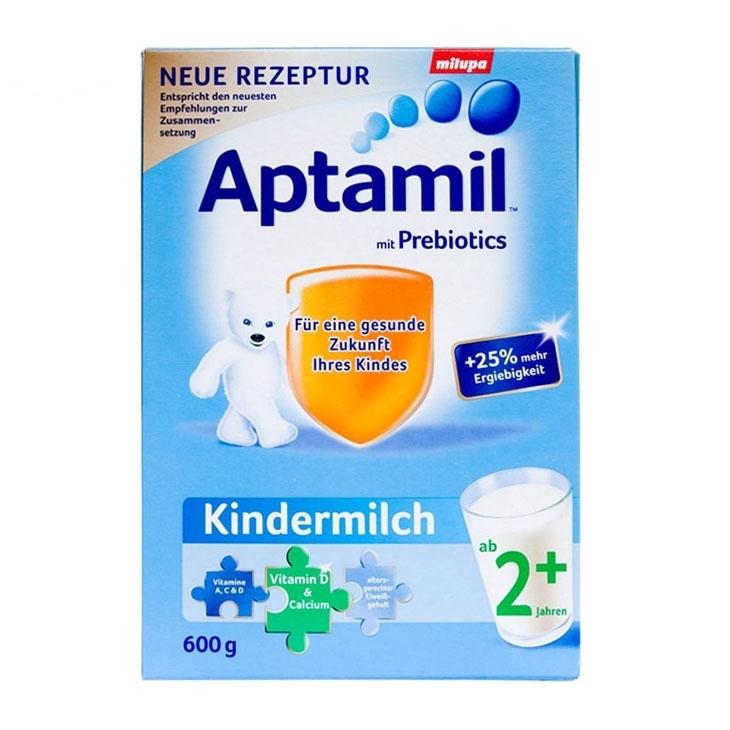 NEUE REZEPTUR
Entspricht den neuesten
Empfehlungen zur
Zusammen-
setzung
milupa
Aptamil™
mit Prebiotics
Für eine gesunde
Zukunft
Ihres Kindes
+25% mehr
Ergiebigkeit
Kindermilch
ab
2+
Jahren
Vitamine
A, C & D
Vitamin D
&
Calcium
alters-
gerechter
Eiweiß-
gehalt
600 g